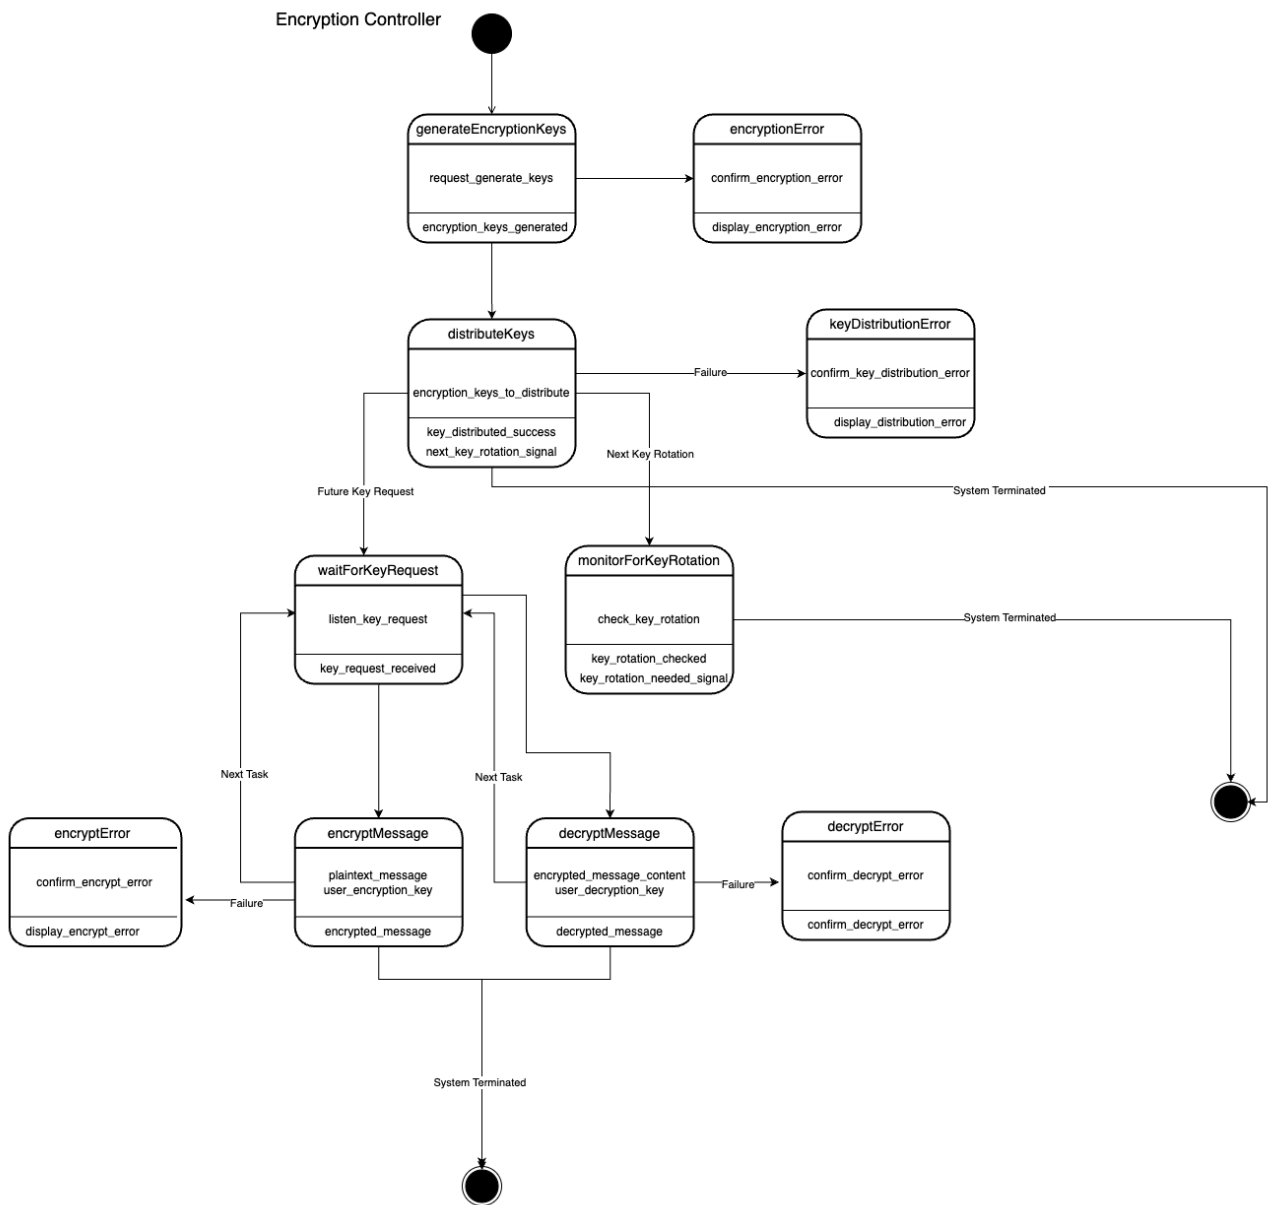 Encryption Controller
generateEncryptionKeys
request_generate_keys
encryption_keys_generated
encryptionError
confirm_encryption_error
display_encryption_error
distributeKeys
encryption_keys_to_distribute
key_distributed_success
next_key_rotation_signal
Failure
keyDistributionError
confirm_key_distribution_error
display_distribution_error
Next Key Rotation
Future Key Request
System Terminated
waitForKeyRequest
listen_key_request
key_request_received
monitorForKeyRotation
check_key_rotation
key_rotation_checked
key_rotation_needed_signal
System Terminated
Next Task
Next Task
encryptError
confirm_encrypt_error
display_encrypt_error
Failure
encryptMessage
plaintext_message
user_encryption_key
encrypted_message
decryptMessage
encrypted_message_content
user_decryption_key
decrypted_message
Failure
decryptError
confirm_decrypt_error
confirm_decrypt_error
System Terminated